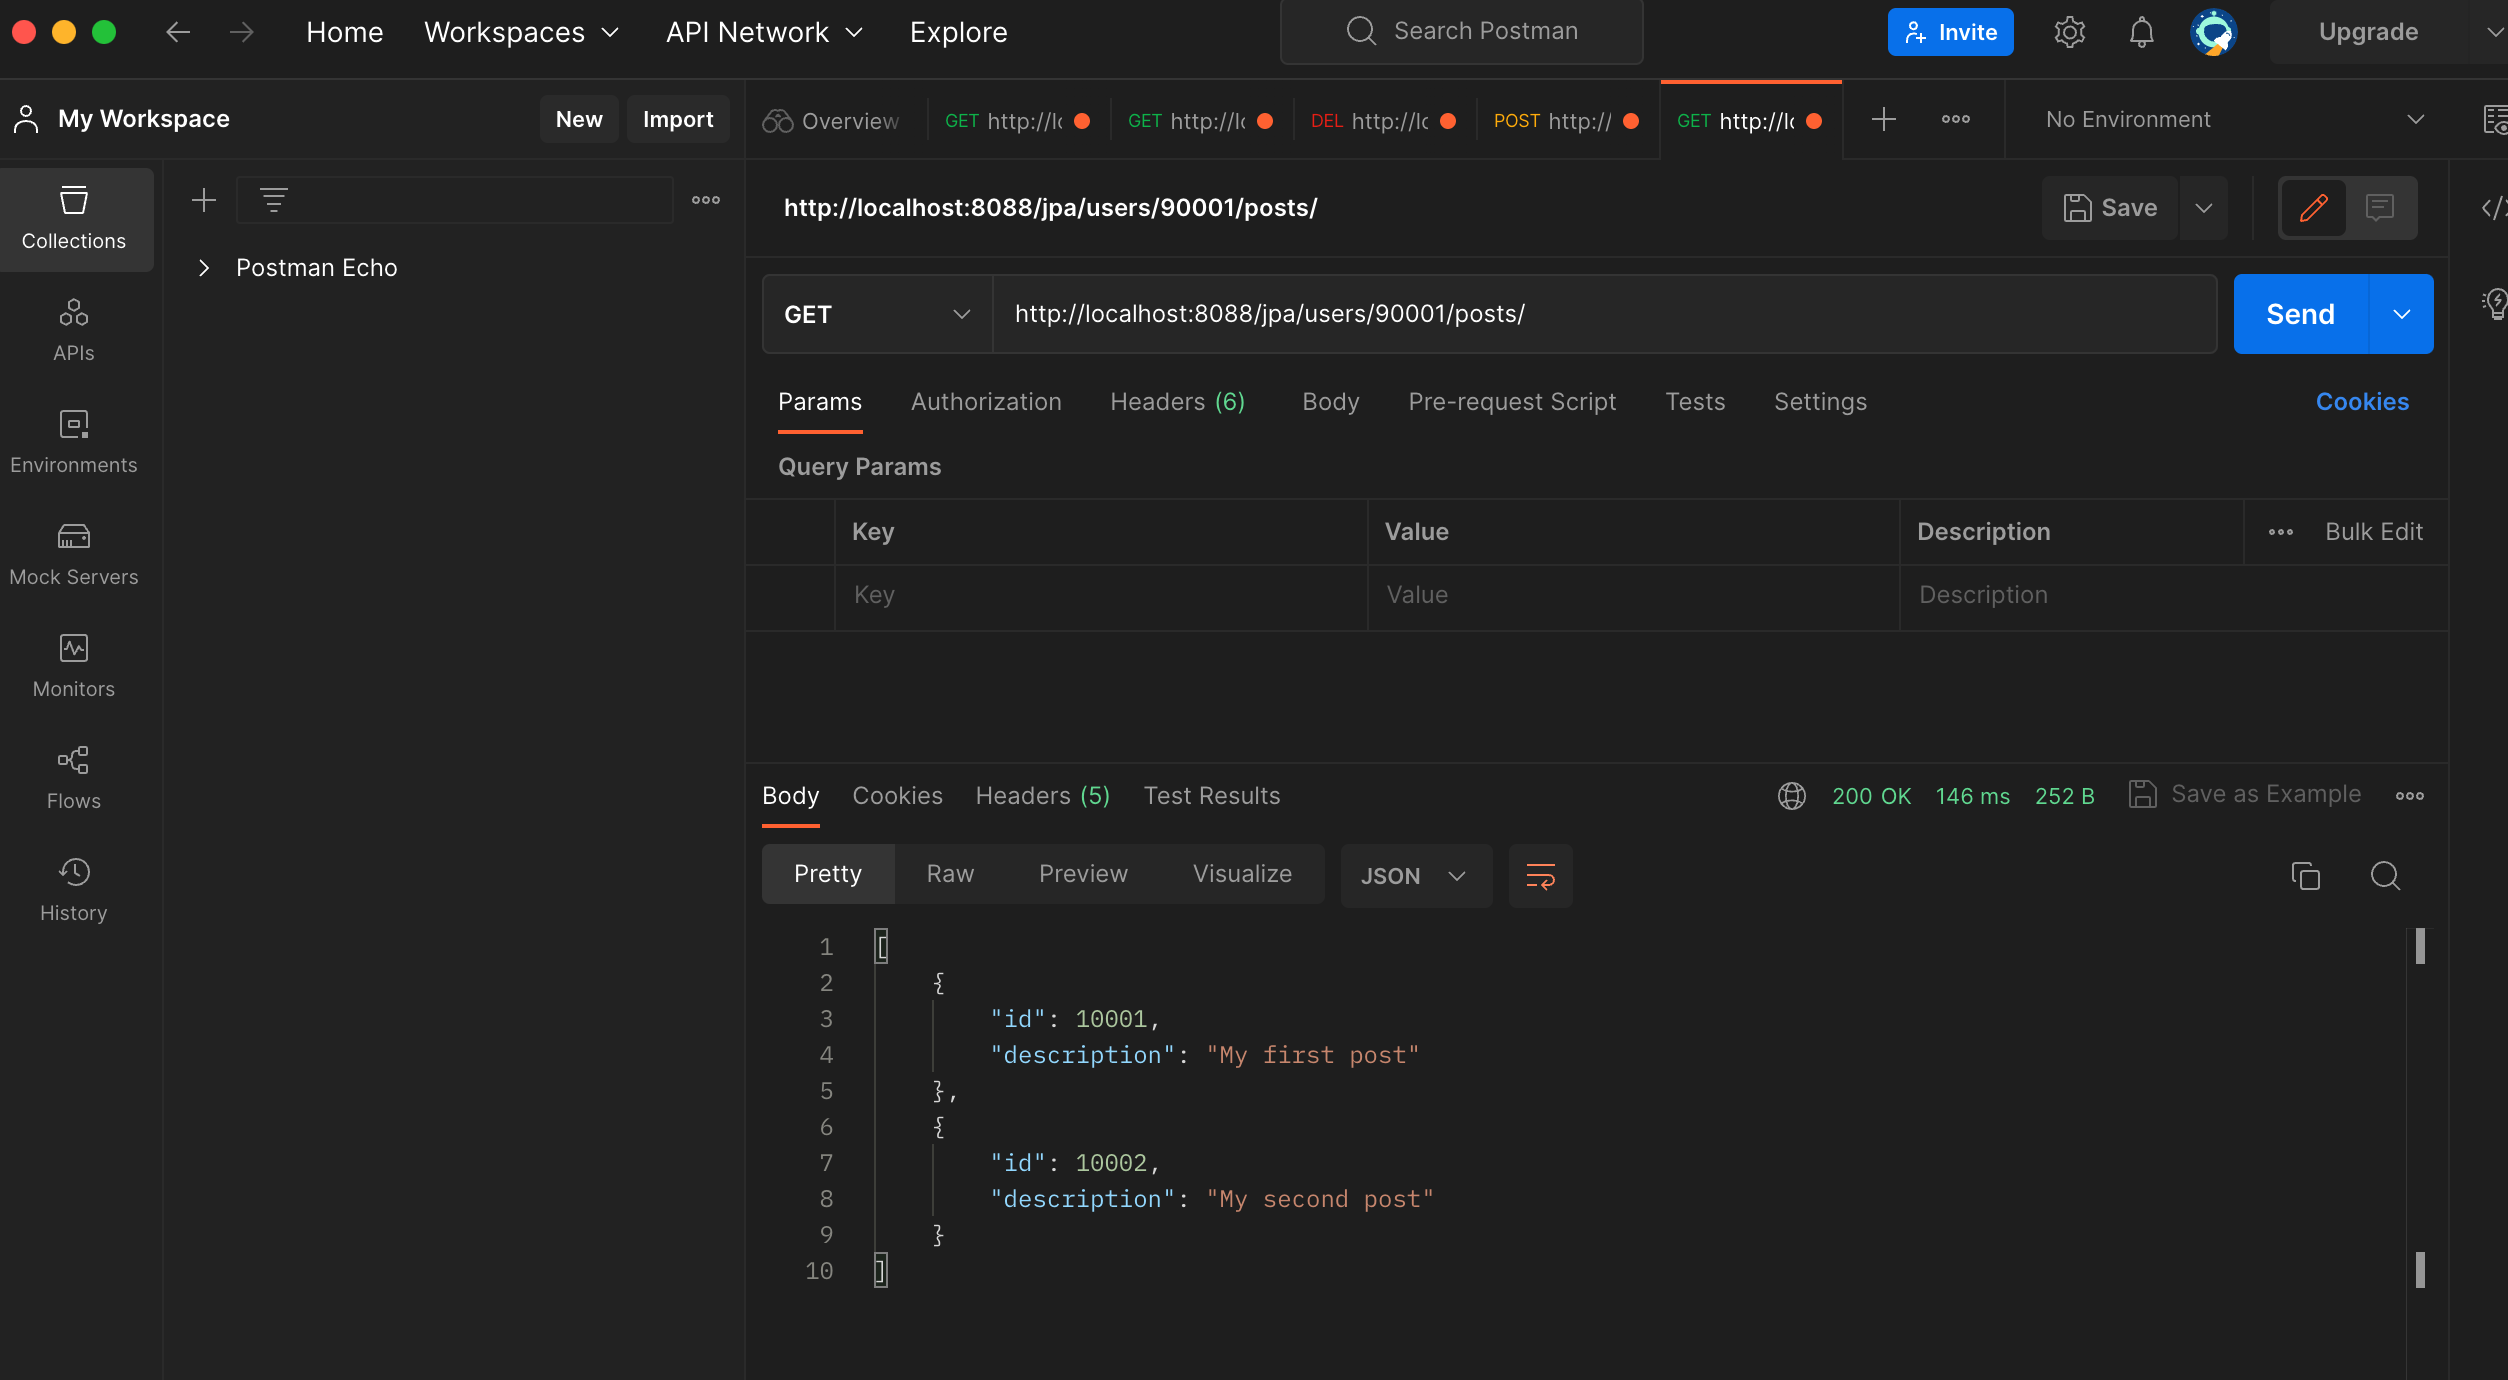 Home Workspaces API Network Explore Search Postman Invite Upgrade
My Workspace New Import Overview GET http://lo GET http://lo DEL http://lo POST http:// GET http://lo No Environment
http://localhost:8088/jpa/users/90001/posts/ Save
Collections
Postman Echo
GET http://localhost:8088/jpa/users/90001/posts/ Send
APIs
Params Authorization Headers (6) Body Pre-request Script Tests Settings Cookies
Environments
Query Params
Key Value Description Bulk Edit
Mock Servers
Key Value Description
Monitors
Flows
Body Cookies Headers (5) Test Results 200 OK 146 ms 252 B Save as Example
Pretty Raw Preview Visualize JSON
History
1 [
2 {
3 "id": 10001,
4 "description": "My first post"
5 },
6 {
7 "id": 10002,
8 "description": "My second post"
9 }
10 ]